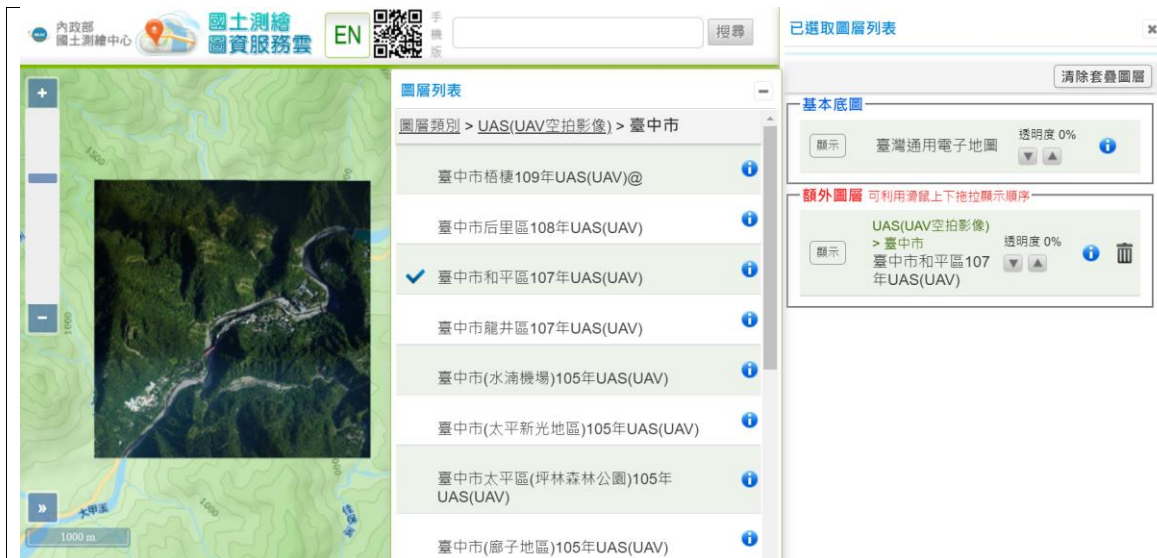 內政部
國土測繪中心
國土測繪
圖資服務雲
EN
手
機
版
搜尋
已選取圖層列表
清除套疊圖層
基本底圖
顯示
臺灣通用電子地圖
透明度 0%
額外圖層 可利用滑鼠上下拖拉顯示順序
顯示
UAS(UAV空拍影像)
> 臺中市
臺中市和平區107
年UAS(UAV)
透明度 0%
圖層列表
圖層類別 > UAS(UAV空拍影像) > 臺中市
臺中市梧棲109年UAS(UAV)@
臺中市后里區108年UAS(UAV)
臺中市和平區107年UAS(UAV)
臺中市龍井區107年UAS(UAV)
臺中市(水湳機場)105年UAS(UAV)
臺中市(太平新光地區)105年UAS(UAV)
臺中市太平區(坪林森林公園)105年
UAS(UAV)
臺中市(廍子地區)105年UAS(UAV)
1500
1000
1000
1000
大甲溪
1000 m